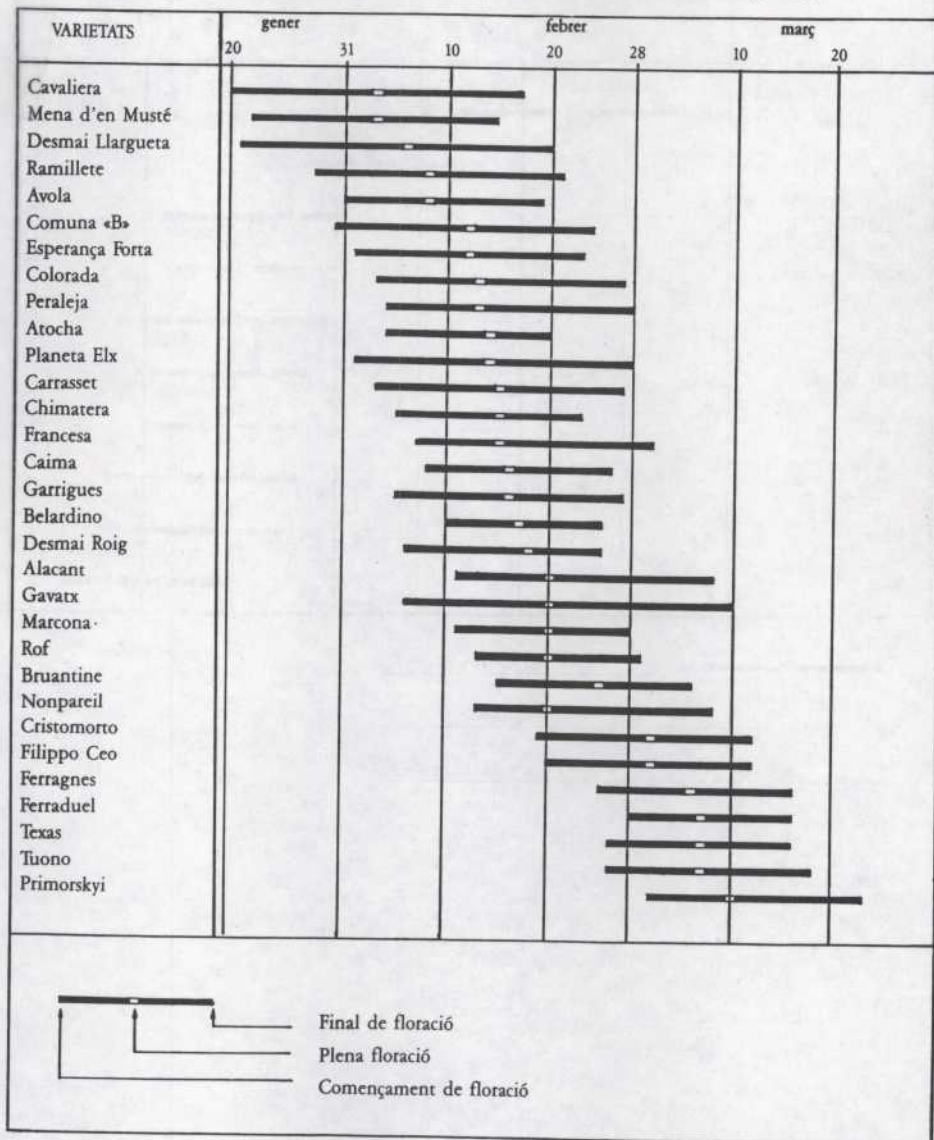 gener febrer març
VARIETATS
20 31 10 20 28 10 20
Cavaliera
Mena d'en Musté
Desmai Llargueta
Ramillete
Avola
Comuna «B»
Esperança Forta
Colorada
Peraleja
Atocha
Planeta Elx
Carrasset
Chimatera
Francesa
Caima
Garrigues
Belardino
Desmai Roig
Alacant
Gavatx
Marcona
Rof
Bruantine
Nonpareil
Cristomorto
Filippo Ceo
Ferragnes
Ferraduel
Texas
Tuono
Primorskyi
Final de floració
Plena floració
Començament de floració